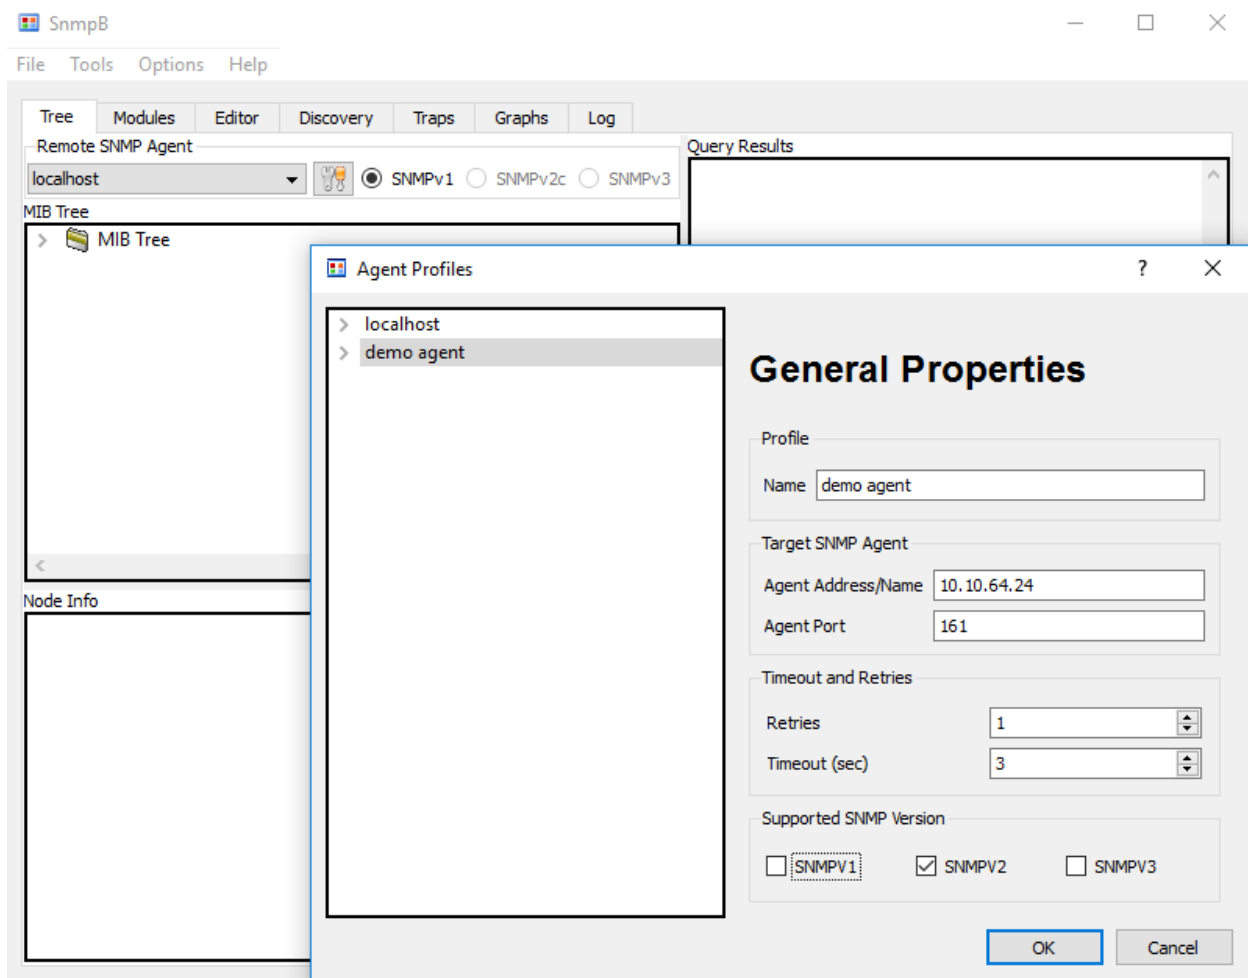 SnmpB
File Tools Options Help
Tree Modules Editor Discovery Traps Graphs Log
Remote SNMP Agent
localhost SNMPv1 SNMPv2c SNMPv3
Query Results
MIB Tree
MIB Tree
Agent Profiles ?
localhost
demo agent
General Properties
Profile
Name demo agent
Target SNMP Agent
Agent Address/Name 10.10.64.24
Agent Port 161
Timeout and Retries
Retries 1
Timeout (sec) 3
Supported SNMP Version
SNMPV1 SNMPV2 SNMPV3
OK Cancel
Node Info